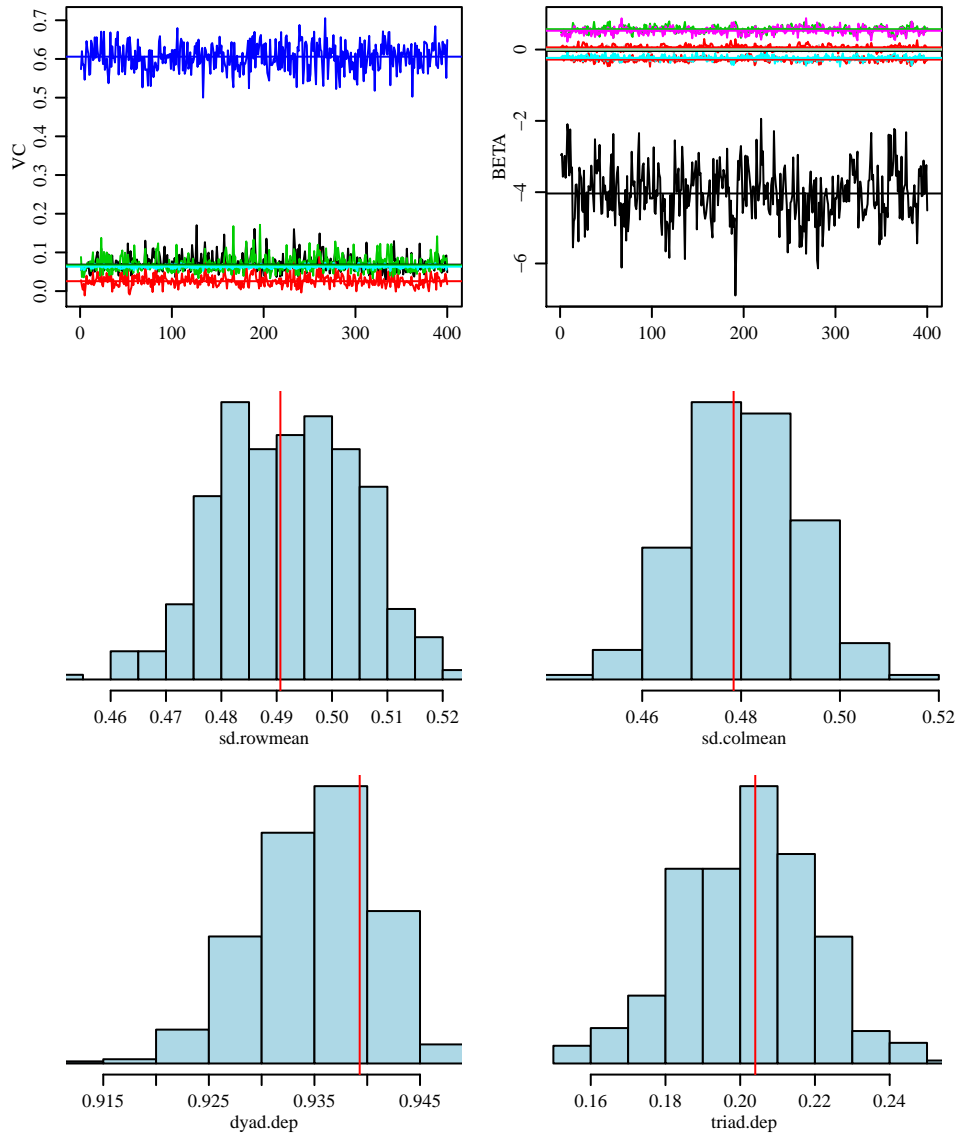 0.0 0.1 0.2 0.3 0.4 0.5 0.6 0.7
VC
0 100 200 300 400
−6 −4 −2 0
BETA
0 100 200 300 400
0.46 0.47 0.48 0.49 0.50 0.51 0.52
sd.rowmean
0.46 0.48 0.50 0.52
sd.colmean
0.915 0.925 0.935 0.945
dyad.dep
0.16 0.18 0.20 0.22 0.24
triad.dep